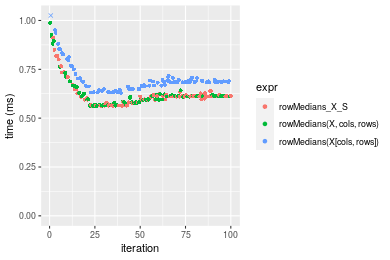 1.00
0.75
0.50
0.25
0.00
time (ms)
0
25
50
75
100
iteration
expr
rowMedians_X_S
rowMedians(X, cols, rows)
rowMedians(X[cols, rows])